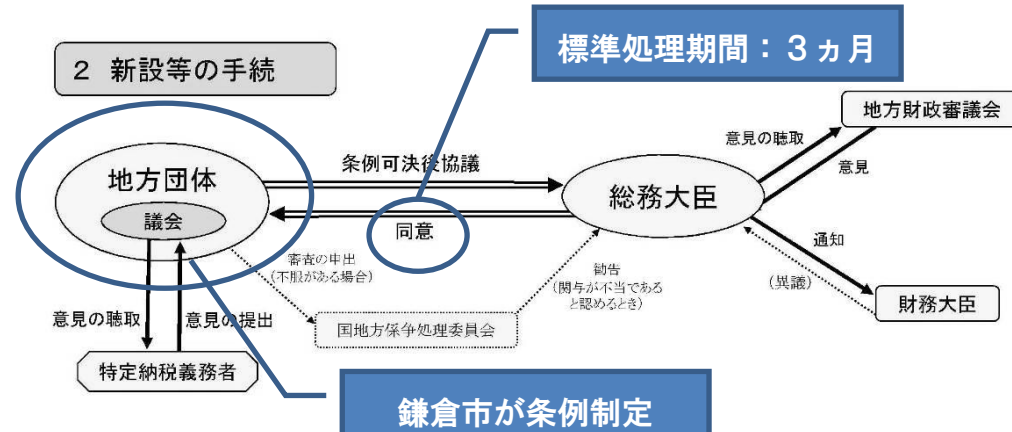 標準処理期間：３ヵ月
２ 新設等の手続
地方財政審議会
意見の聴取
意見
条例可決後協議
地方団体
議会
総務大臣
同意
通知
審査の申出
(不服がある場合)
勧告
(関与が不当である
と認めるとき)
(異議)
財務大臣
意見の聴取
意見の提出
国地方係争処理委員会
特定納税義務者
鎌倉市が条例制定